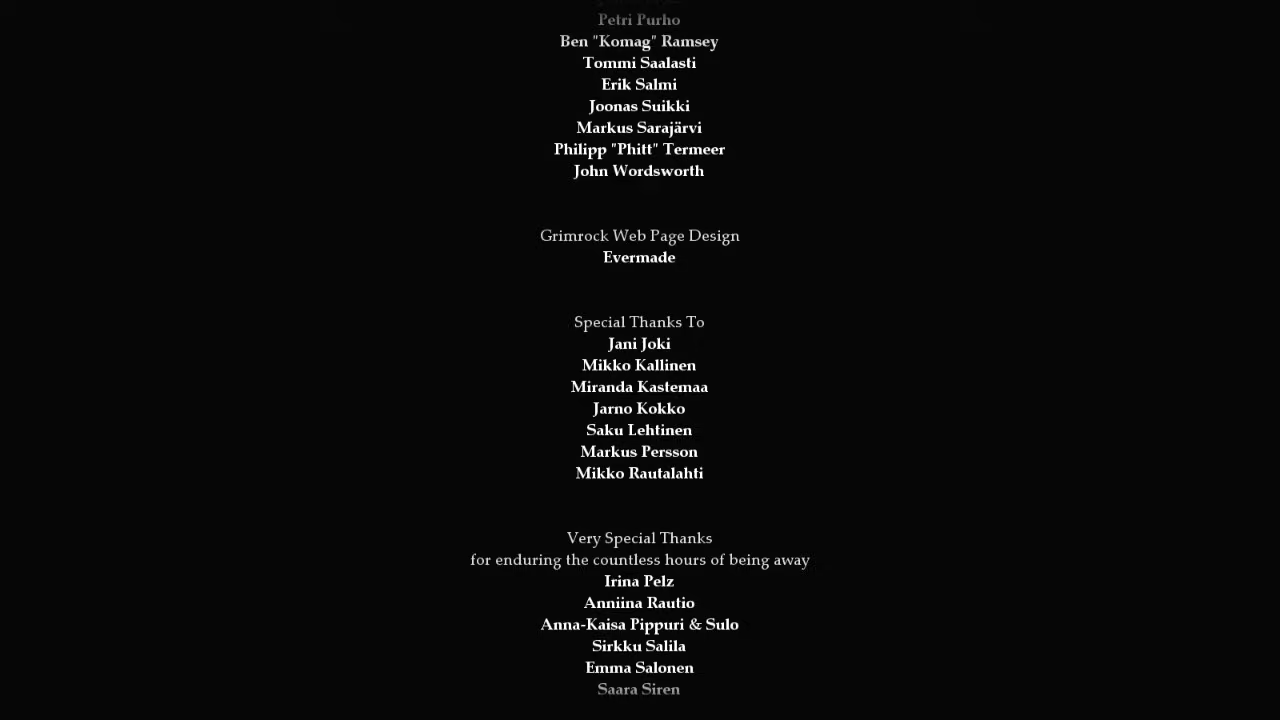 Petri Purho
Ben "Komag" Ramsey
Tommi Saalasti
Erik Salmi
Joonas Suikki
Markus Sarajärvi
Philipp "Phitt" Termeer
John Wordsworth
Grimrock Web Page Design
Evermade
Special Thanks To
Jani Joki
Mikko Kallinen
Miranda Kastemaa
Jarno Kokko
Saku Lehtinen
Markus Persson
Mikko Rautalahti
Very Special Thanks
for enduring the countless hours of being away
Irina Pelz
Anniina Rautio
Anna-Kaisa Pippuri & Sulo
Sirkku Salila
Emma Salonen
Saara Siren